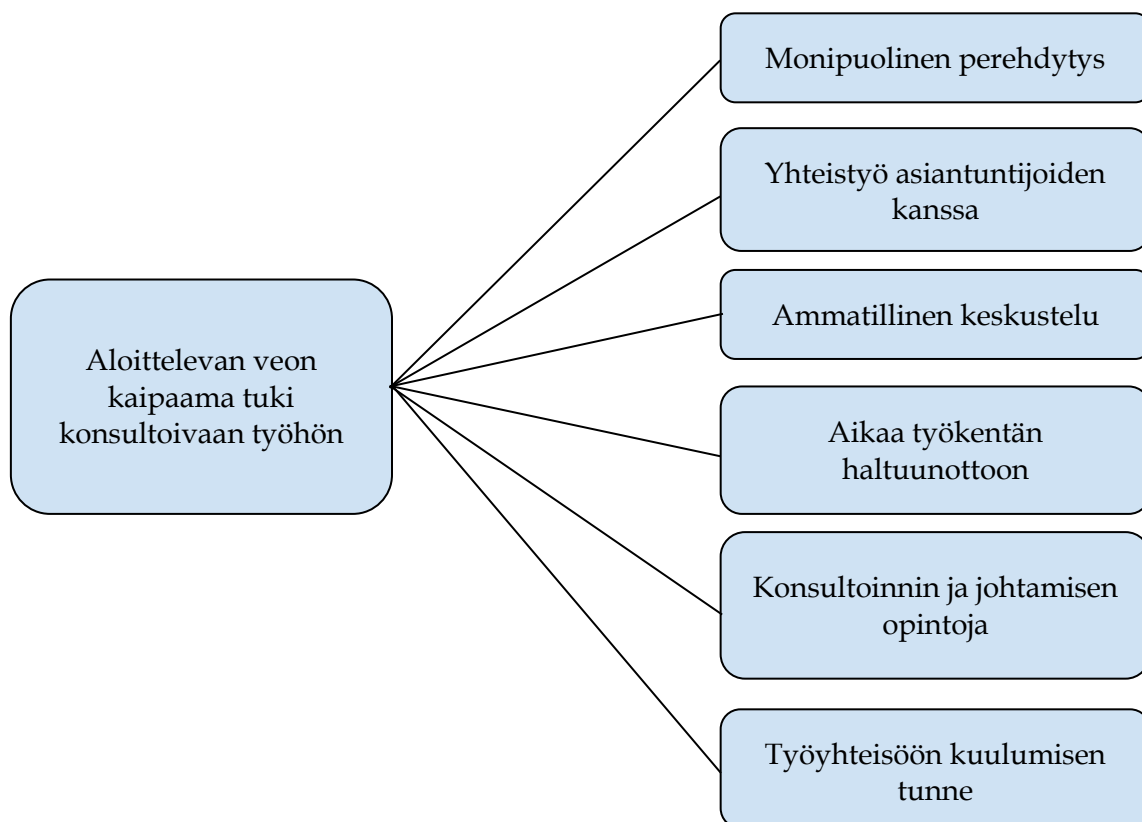 Monipuolinen perehdytys
Yhteistyö asiantuntijoiden
kanssa
Ammatillinen keskustelu
Aloittelevan veon
kaipaama tuki
konsultoivaan työhön
Aikaa työkentän
haltuunottoon
Konsultoinnin ja johtamisen
opintoja
Työyhteisöön kuulumisen
tunne